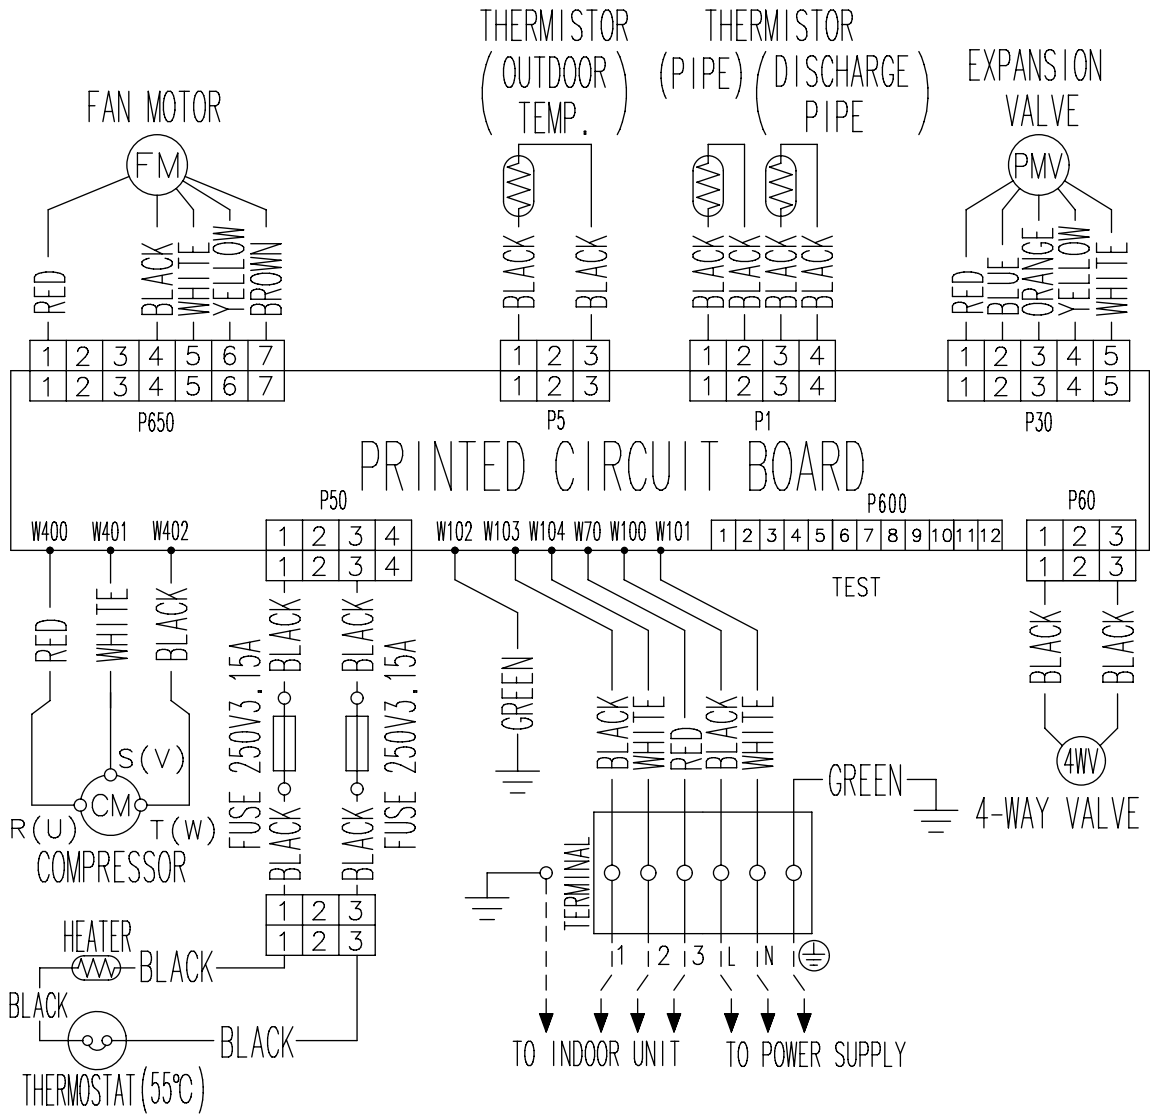 THERMISTOR
(OUTDOOR TEMP.)
THERMISTOR
(PIPE) (DISCHARGE PIPE)
EXPANSION
VALVE
FAN MOTOR
FM
PMV
RED
BLACK
WHITE
YELLOW
BROWN
BLACK
BLACK
BLACK
BLACK
BLACK
BLACK
RED
BLUE
ORANGE
YELLOW
WHITE
1 2 3 4 5 6 7
1 2 3 4 5 6 7
P650
1 2 3
1 2 3
P5
1 2 3 4
1 2 3 4
P1
1 2 3 4 5
1 2 3 4 5
P30
PRINTED CIRCUIT BOARD
W400 W401 W402
P50
1 2 3 4
1 2 3 4
W102 W103 W104 W70 W100 W101
P600
1 2 3 4 5 6 7 8 9 10 11 12
TEST
P60
1 2 3
1 2 3
RED
WHITE
BLACK
BLACK
BLACK
FUSE 250V3.15A
FUSE 250V3.15A
GREEN
BLACK
WHITE
RED
BLACK
WHITE
BLACK
BLACK
4WV
4-WAY VALVE
GREEN
S(V)
CM
R(U)
T(W)
COMPRESSOR
BLACK
BLACK
1 2 3
1 2 3
TERMINAL
1 2 3 L N
HEATER
BLACK
BLACK
BLACK
THERMOSTAT(55℃)
TO INDOOR UNIT
TO POWER SUPPLY